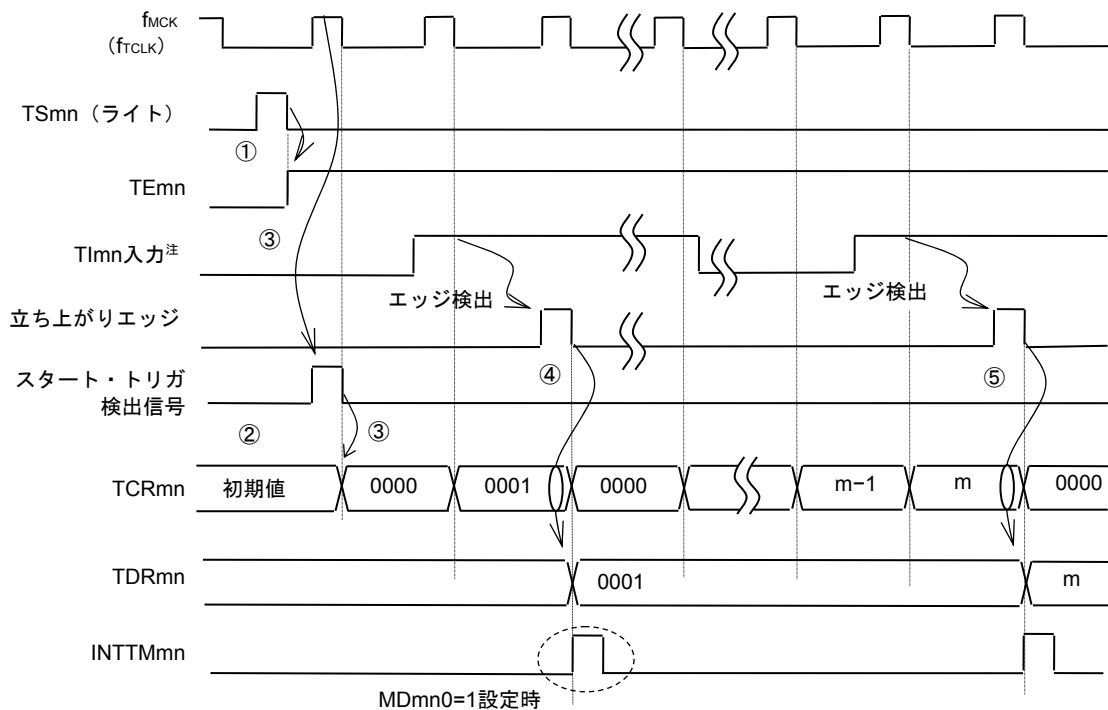 fMCK
(fTCLK)
TSmn（ライト）
①
TEmn
③
TImn入力注
エッジ検出
エッジ検出
立ち上がりエッジ
④
⑤
スタート・トリガ
検出信号
②
③
TCRmn
初期値
0000
0001
0000
m−1
m
0000
TDRmn
0001
m
INTTMmn
MDmn0=1設定時